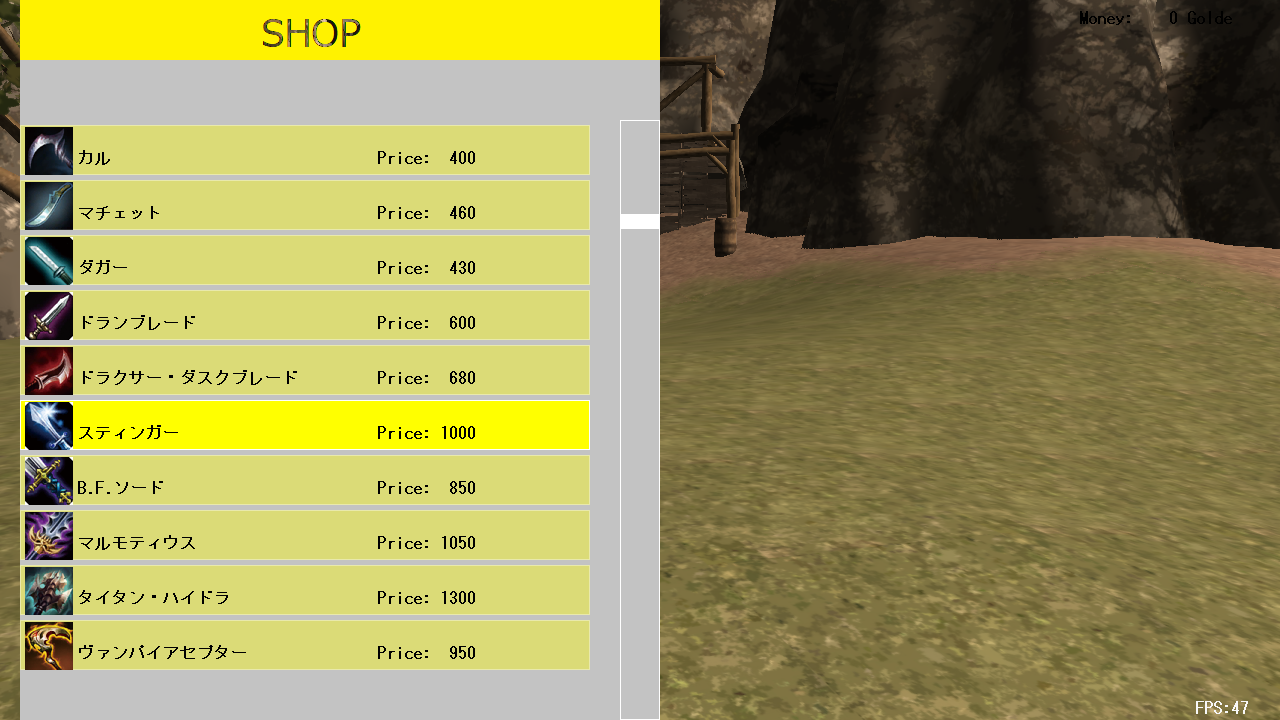 SHOP
Money: 0 Golde
カル Price: 400
マチェット Price: 460
ダガー Price: 430
ドランブレード Price: 600
ドラクサー・ダスクブレード Price: 680
スティンガー Price: 1000
B.F.ソード Price: 850
マルモティウス Price: 1050
タイタン・ハイドラ Price: 1300
ヴァンパイアセプター Price: 950
FPS:47